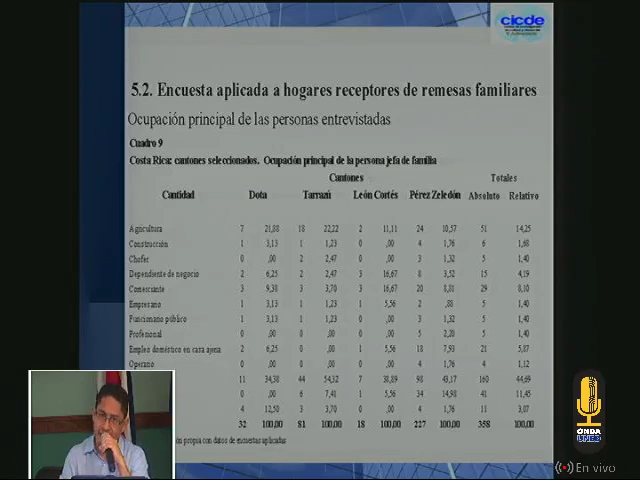 cicde
5.2. Encuesta aplicada a hogares receptores de remesas familiares
Ocupación principal de las personas entrevistadas
Cuadro 9
Costa Rica: cantones seleccionados. Ocupación principal de la persona jefa de familia
Cantones Totales
Cantidad Dota Tarrazú León Cortés Pérez Zeledón Absoluto Relativo
Agricultura 7 21,88 18 22,22 2 11,11 24 10,57 51 14,25
Construcción 1 3,13 1 1,23 0 ,00 4 1,76 6 1,68
Chofer 0 ,00 2 2,47 0 ,00 3 1,32 5 1,40
Dependiente de negocio 2 6,25 2 2,47 3 16,67 8 3,52 15 4,19
Comerciante 3 9,38 3 3,70 3 16,67 20 8,81 29 8,10
Empresario 1 3,13 1 1,23 1 5,56 2 ,88 5 1,40
Funcionario público 1 3,13 1 1,23 0 ,00 3 1,32 5 1,40
Profesional 0 ,00 0 ,00 0 ,00 5 2,20 5 1,40
Empleo doméstico en casa ajena 2 6,25 0 ,00 1 5,56 18 7,93 21 5,87
Operario 0 ,00 0 ,00 0 ,00 4 1,76 4 1,12
11 34,38 44 54,32 7 38,89 98 43,17 160 44,69
0 ,00 6 7,41 1 5,56 34 14,98 41 11,45
4 12,50 3 3,70 0 ,00 4 1,76 11 3,07
32 100,00 81 100,00 18 100,00 227 100,00 358 100,00
propia con datos de encuestas aplicadas
ONDA
UNED
En vivo